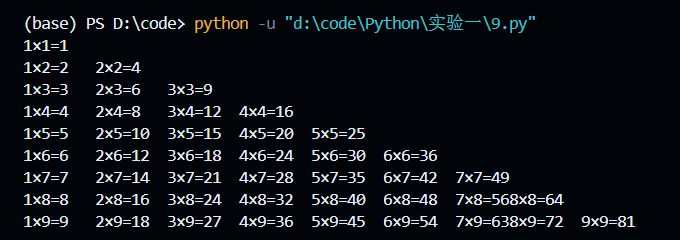 (base) PS D:\code> python -u "d:\code\Python\实验一\9.py"
1×1=1
1×2=2   2×2=4
1×3=3   2×3=6   3×3=9
1×4=4   2×4=8   3×4=12  4×4=16
1×5=5   2×5=10  3×5=15  4×5=20  5×5=25
1×6=6   2×6=12  3×6=18  4×6=24  5×6=30  6×6=36
1×7=7   2×7=14  3×7=21  4×7=28  5×7=35  6×7=42  7×7=49
1×8=8   2×8=16  3×8=24  4×8=32  5×8=40  6×8=48  7×8=568×8=64
1×9=9   2×9=18  3×9=27  4×9=36  5×9=45  6×9=54  7×9=638×9=72  9×9=81